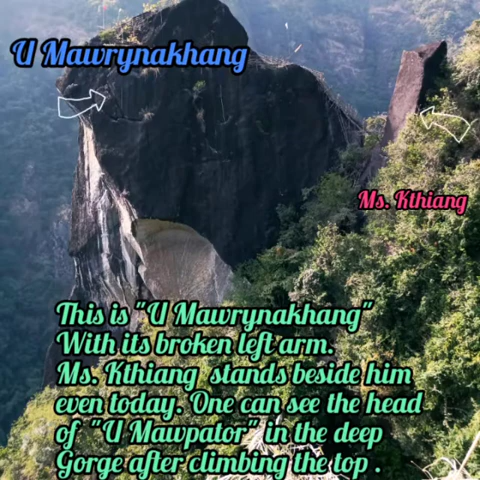 U Mawrynakhang
Ms. Kthiang
This is "U Mawrynakhang"
With its broken left arm.
Ms. Kthiang stands beside him
even today. One can see the head
of "U Mawpator" in the deep
Gorge after climbing the top .